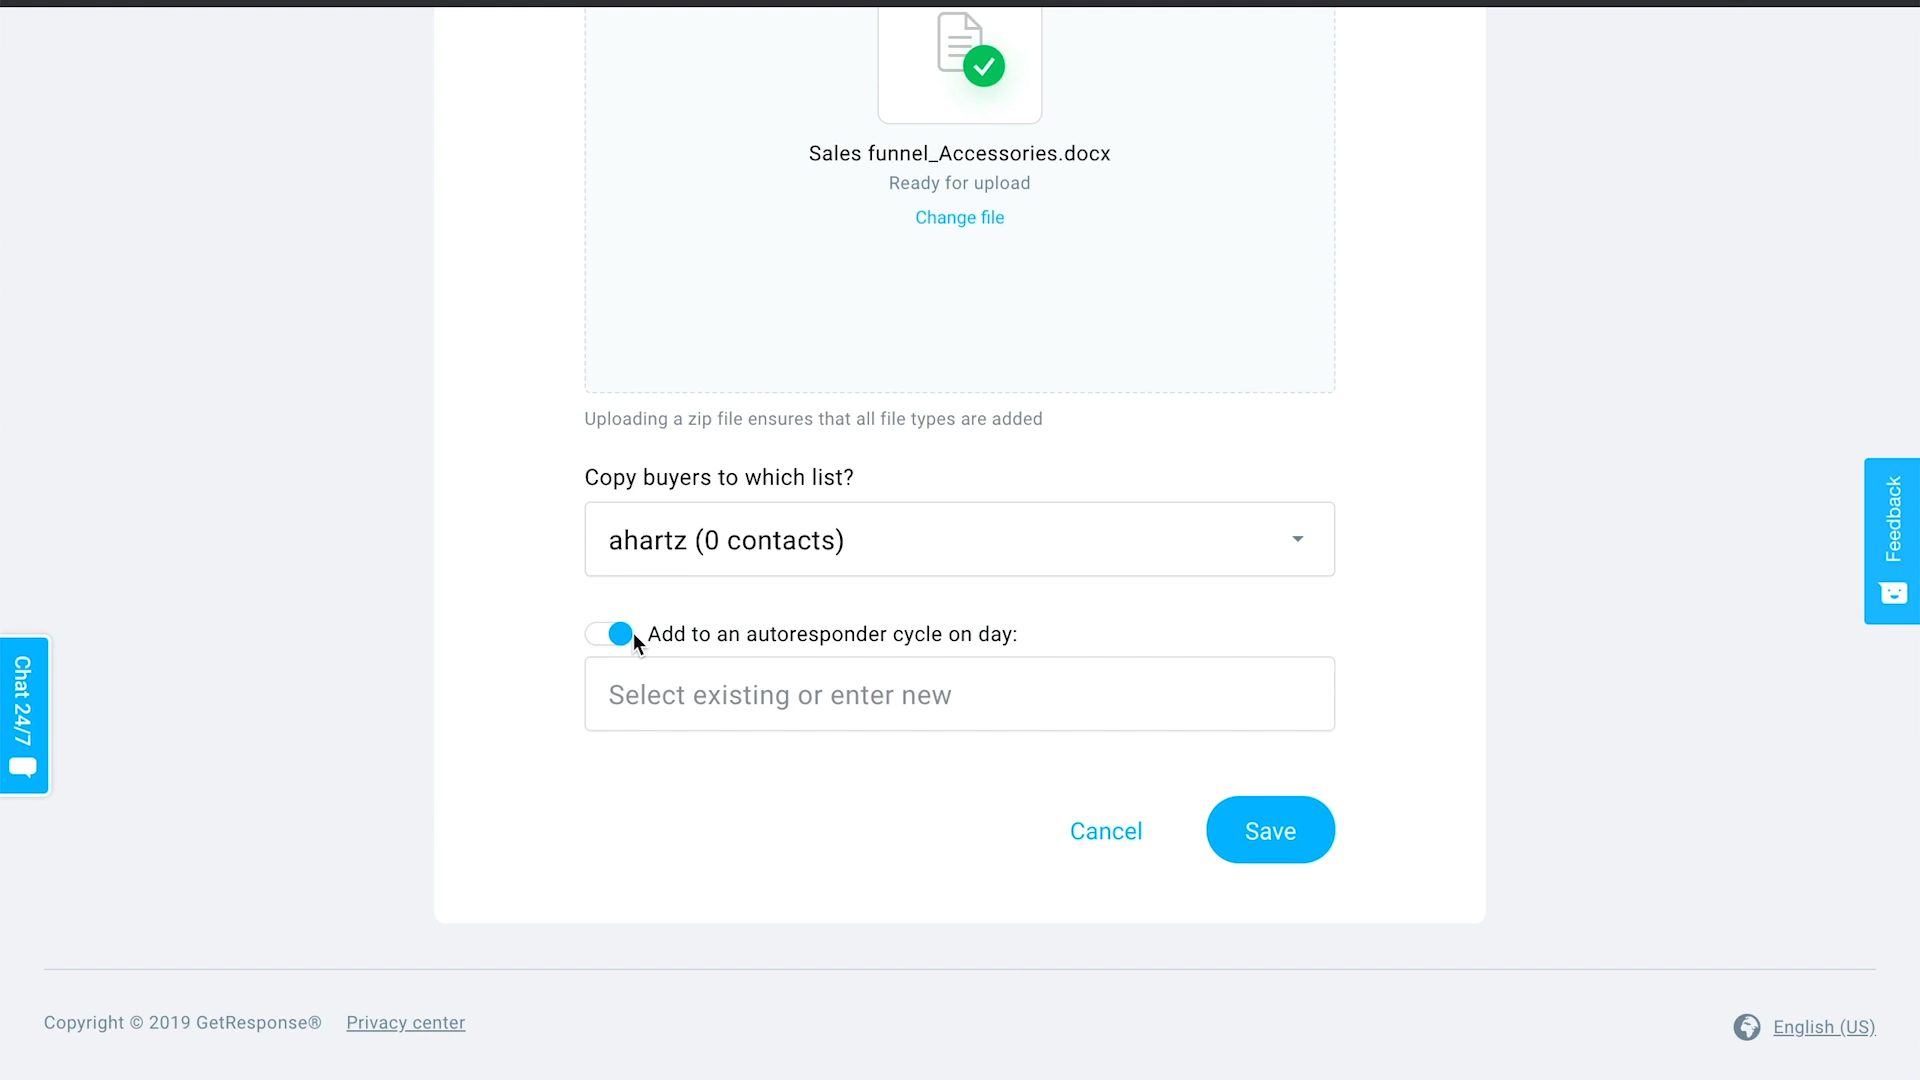 Sales funnel_Accessories.docx
Ready for upload
Change file
Uploading a zip file ensures that all file types are added
Copy buyers to which list?
ahartz (0 contacts)
Add to an autoresponder cycle on day:
Select existing or enter new
Cancel
Save
Feedback
Chat 24/7
Copyright © 2019 GetResponse®
Privacy center
English (US)